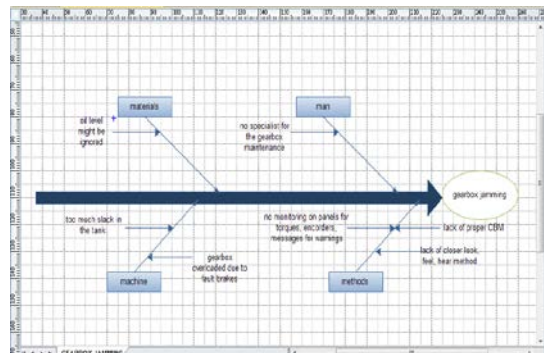 materials
man
oil level
might be
ignored
no specialist for
the gearbox
maintenance
gearbox jamming
too much slack in
the tank
no monitoring on panels for
torques, encorders,
messages for warnings
lack of proper CBM
gearbox
overloaded due to
fault brakes
lack of closer look,
feel, hear method
machine
methods
GEARBOX JAMMING